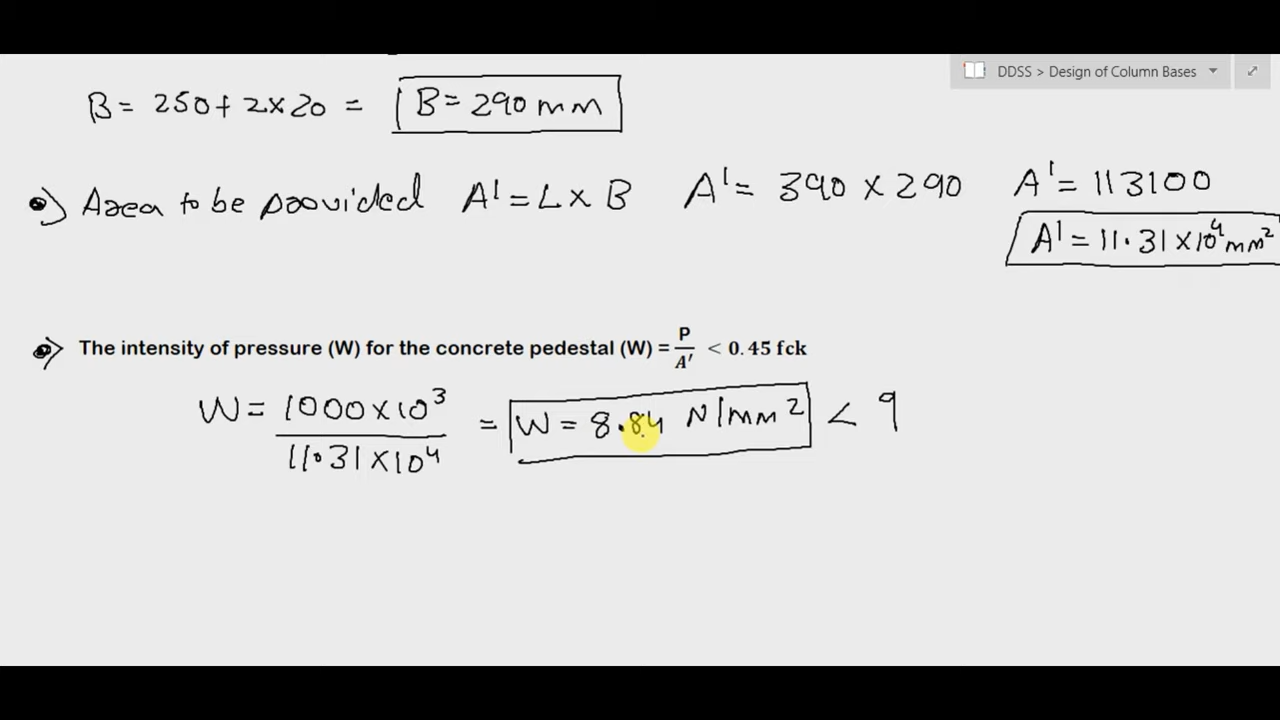 DDSS > Design of Column Bases
B = 250 + 2 × 20 = B = 290 mm
Area to be provided A' = L × B A' = 390 × 290 A' = 113100
A' = 11.31 × 10⁴ mm²
The intensity of pressure (W) for the concrete pedestal (W) = P/A' < 0.45 fck
W = 1000 × 10³ / 11.31 × 10⁴ = W = 8.84 N/mm² < 9